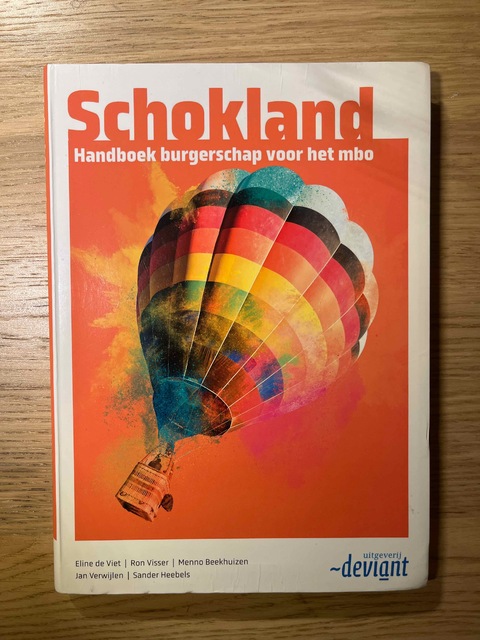 Schokland
Handboek burgerschap voor het mbo
Eline de Viet | Ron Visser | Menno Beekhuizen
Jan Verwijlen | Sander Heebels
uitgeverij
~deviant